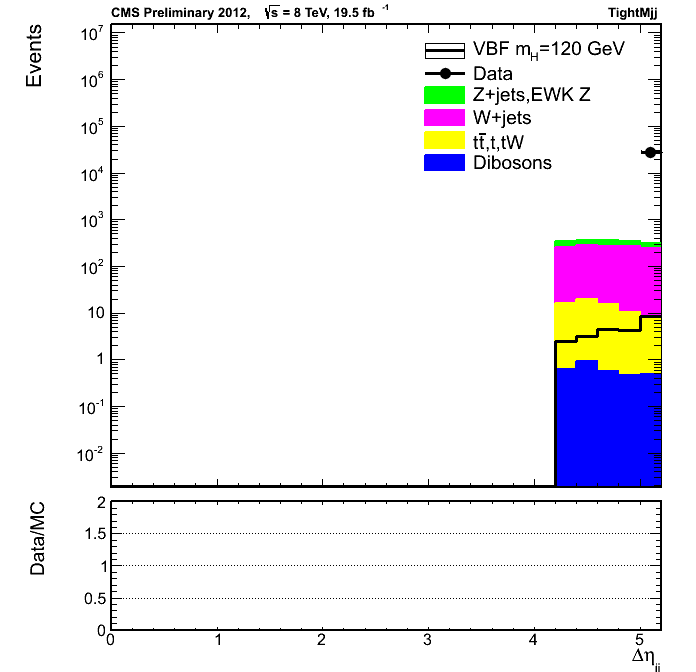 CMS Preliminary 2012, √s = 8 TeV, 19.5 fb⁻¹ TightMjj
Events
10⁷
10⁶
10⁵
10⁴
10³
10²
10
1
10⁻¹
10⁻²
VBF m_H=120 GeV
Data
Z+jets,EWK Z
W+jets
tt̄,t,tW
Dibosons
Data/MC
2
1.5
1
0.5
0
0 1 2 3 4 5
Δη_jj